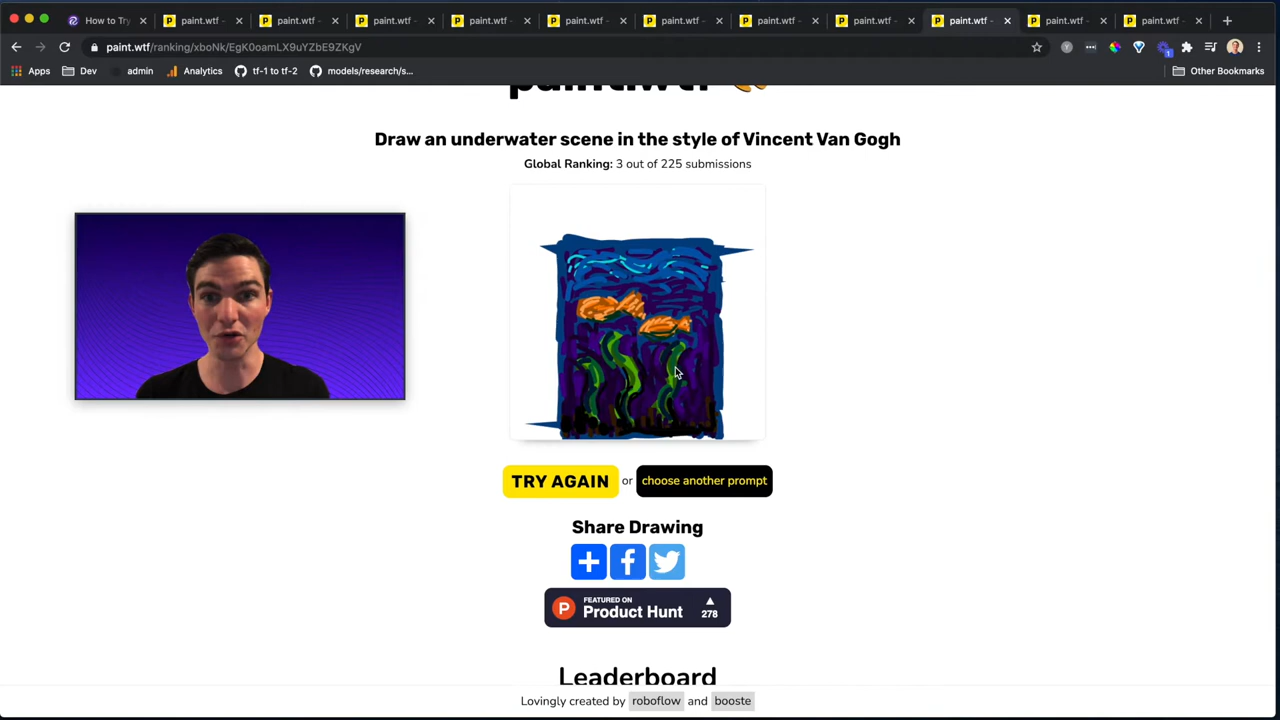 How to Try
paint.wtf -
paint.wtf -
paint.wtf -
paint.wtf -
paint.wtf -
paint.wtf -
paint.wtf -
paint.wtf -
paint.wtf -
paint.wtf -
paint.wtf -
paint.wtf/ranking/xboNk/EgK0oamLX9uYZbE9ZKgV
Apps
Dev
admin
Analytics
tf-1 to tf-2
models/research/s...
Other Bookmarks
paint.wtf
Draw an underwater scene in the style of Vincent Van Gogh
Global Ranking: 3 out of 225 submissions
TRY AGAIN or choose another prompt
Share Drawing
FEATURED ON
Product Hunt
278
Leaderboard
Lovingly created by roboflow and booste